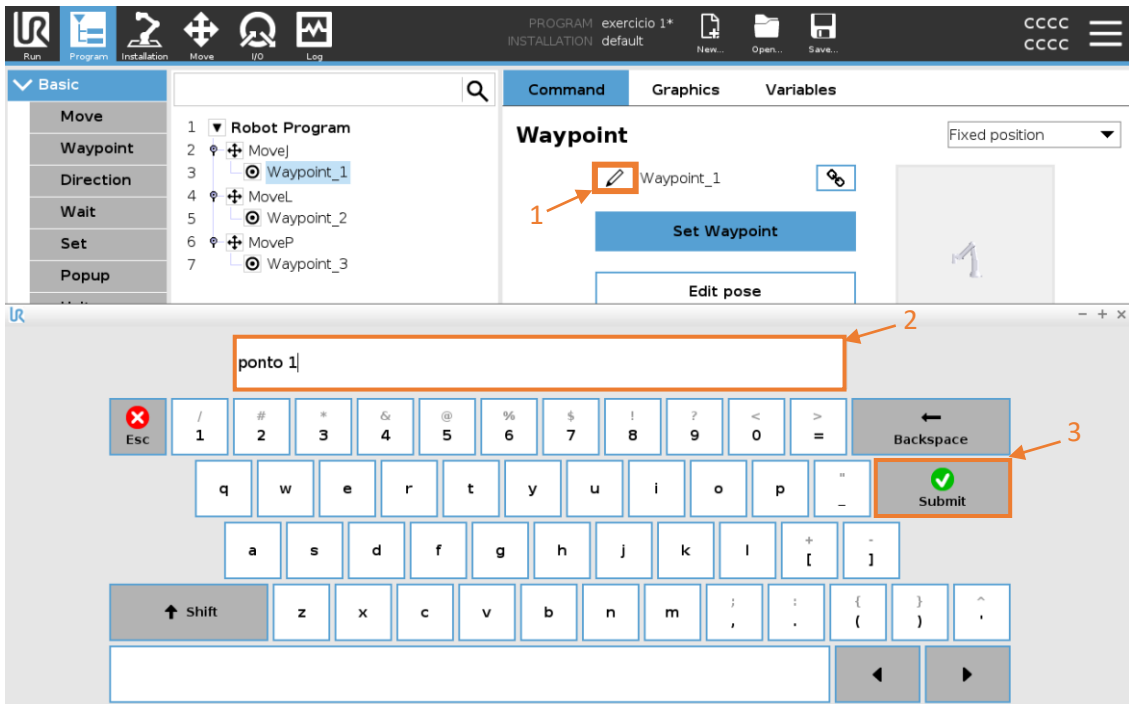 UR
Run
Program
Installation
Move
I/O
Log
PROGRAM exercicio 1*
INSTALLATION default
New...
Open...
Save...
CCCC
CCCC
Basic
Move
Waypoint
Direction
Wait
Set
Popup
1 Robot Program
2 MoveJ
3 Waypoint_1
4 MoveL
5 Waypoint_2
6 MoveP
7 Waypoint_3
Command Graphics Variables
Waypoint
Fixed position
Waypoint_1
1
Set Waypoint
Edit pose
UR
- + ×
2
ponto 1
Esc
/ # * & @ % $ ! ? < >
1 2 3 4 5 6 7 8 9 0 =
Backspace
3
q w e r t y u i o p " _
Submit
a s d f g h j k l + [ - ]
Shift
z x c v b n m ; , : . { ( } ) ^ '